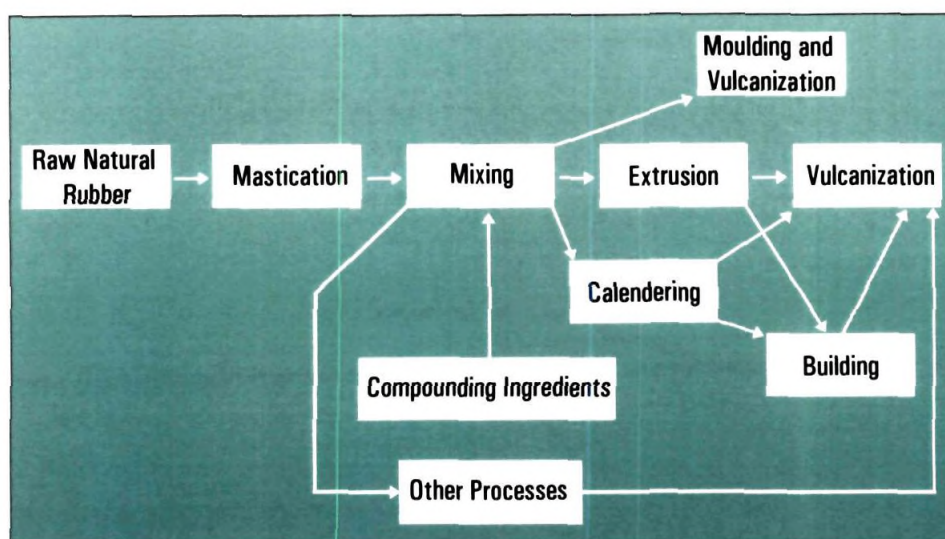 Moulding and
Vulcanization
Raw Natural
Rubber
Mastication
Mixing
Extrusion
Vulcanization
Calendering
Building
Compounding Ingredients
Other Processes